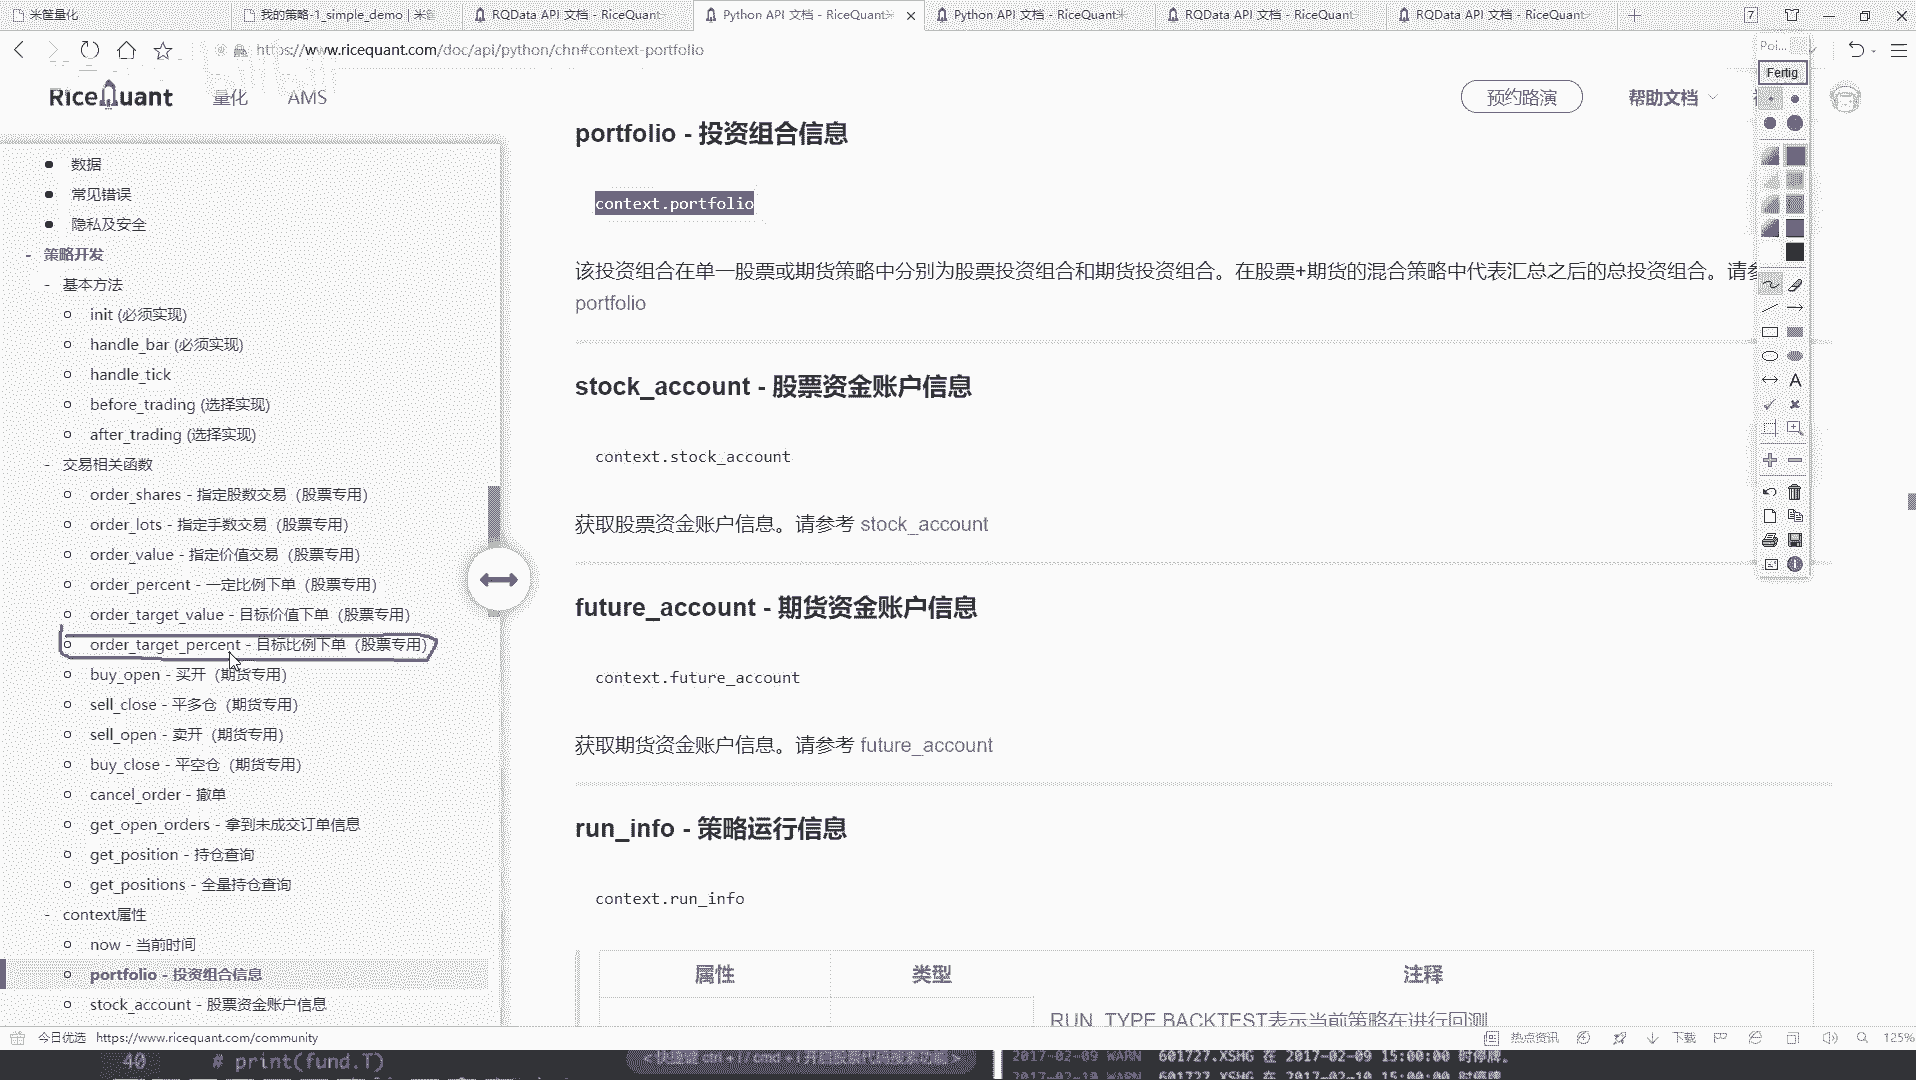 米筐量化
我的策略-1_simple_demo | 米筐
RQData API 文档 - RiceQuant
Python API 文档 - RiceQuant
Python API 文档 - RiceQuant
RQData API 文档 - RiceQuant
RQData API 文档 - RiceQuant
7
https://www.ricequant.com/doc/api/python/chn#context-portfolio
Poi...
Fertig
RiceQuant
量化
AMS
预约路演
帮助文档
数据
常见错误
隐私及安全
- 策略开发
- 基本方法
init (必须实现)
handle_bar (必须实现)
handle_tick
before_trading (选择实现)
after_trading (选择实现)
- 交易相关函数
order_shares - 指定股数交易（股票专用）
order_lots - 指定手数交易（股票专用）
order_value - 指定价值交易（股票专用）
order_percent - 一定比例下单（股票专用）
order_target_value - 目标价值下单（股票专用）
order_target_percent - 目标比例下单（股票专用）
buy_open - 买开（期货专用）
sell_close - 平多仓（期货专用）
sell_open - 卖开（期货专用）
buy_close - 平空仓（期货专用）
cancel_order - 撤单
get_open_orders - 拿到未成交订单信息
get_position - 持仓查询
get_positions - 全量持仓查询
- context属性
now - 当前时间
portfolio - 投资组合信息
stock_account - 股票资金账户信息
portfolio - 投资组合信息
context.portfolio
该投资组合在单一股票或期货策略中分别为股票投资组合和期货投资组合。在股票+期货的混合策略中代表汇总之后的总投资组合。请参
portfolio
stock_account - 股票资金账户信息
context.stock_account
获取股票资金账户信息。请参考 stock_account
future_account - 期货资金账户信息
context.future_account
获取期货资金账户信息。请参考 future_account
run_info - 策略运行信息
context.run_info
属性
类型
注释
RUN_TYPE.BACKTEST表示当前策略在进行回测
今日优选 https://www.ricequant.com/community
热点资讯
下载
125%
40 # print(fund.T)
<快捷键 ctrl + i / cmd + i 开启股票代码搜索功能>
2017-02-09 WARN 601727.XSHG 在 2017-02-09 15:00:00 时停牌。
2017-02-10 WARN 601727.XSHG 在 2017-02-10 15:00:00 时停牌。